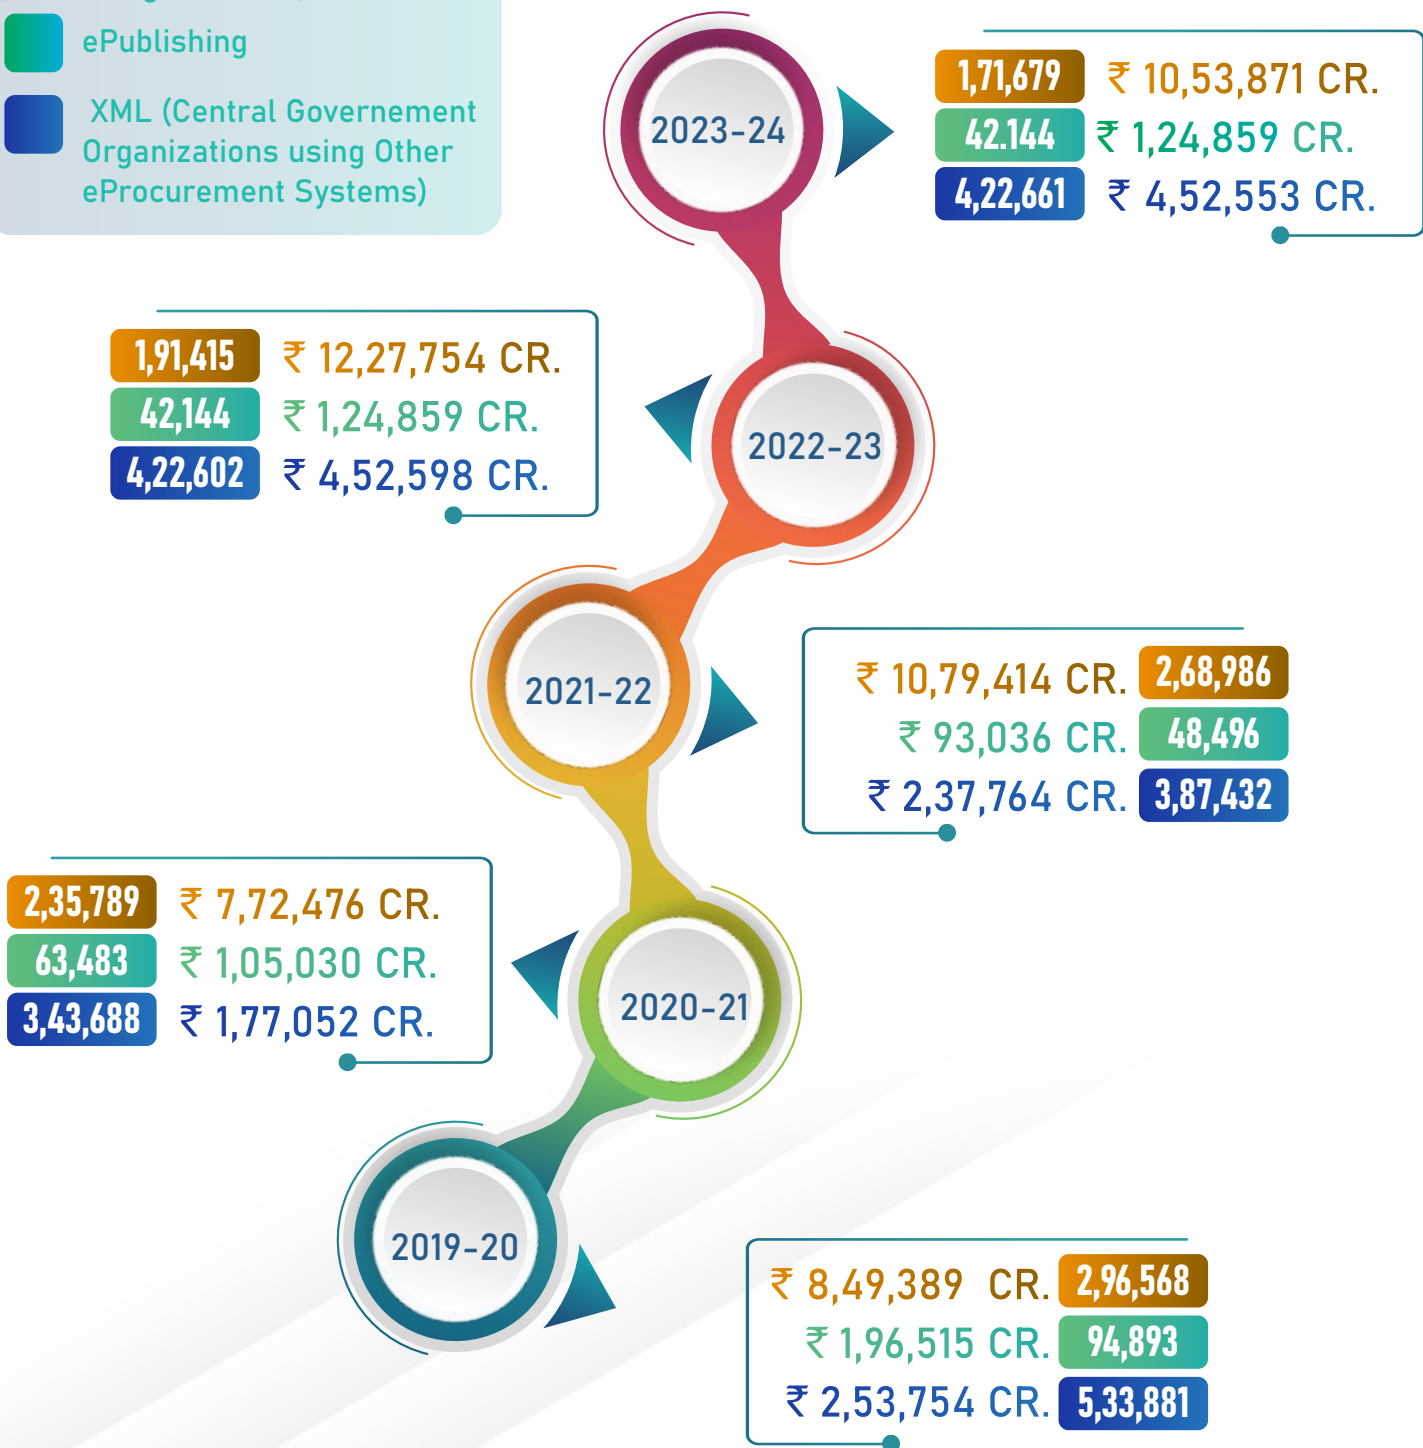 ePublishing
XML (Central Governement
Organizations using Other
eProcurement Systems)
2023-24
1,71,679 ₹ 10,53,871 CR.
42.144 ₹ 1,24,859 CR.
4,22,661 ₹ 4,52,553 CR.
1,91,415 ₹ 12,27,754 CR.
42,144 ₹ 1,24,859 CR.
4,22,602 ₹ 4,52,598 CR.
2022-23
2021-22
₹ 10,79,414 CR. 2,68,986
₹ 93,036 CR. 48,496
₹ 2,37,764 CR. 3,87,432
2,35,789 ₹ 7,72,476 CR.
63,483 ₹ 1,05,030 CR.
3,43,688 ₹ 1,77,052 CR.
2020-21
2019-20
₹ 8,49,389 CR. 2,96,568
₹ 1,96,515 CR. 94,893
₹ 2,53,754 CR. 5,33,881